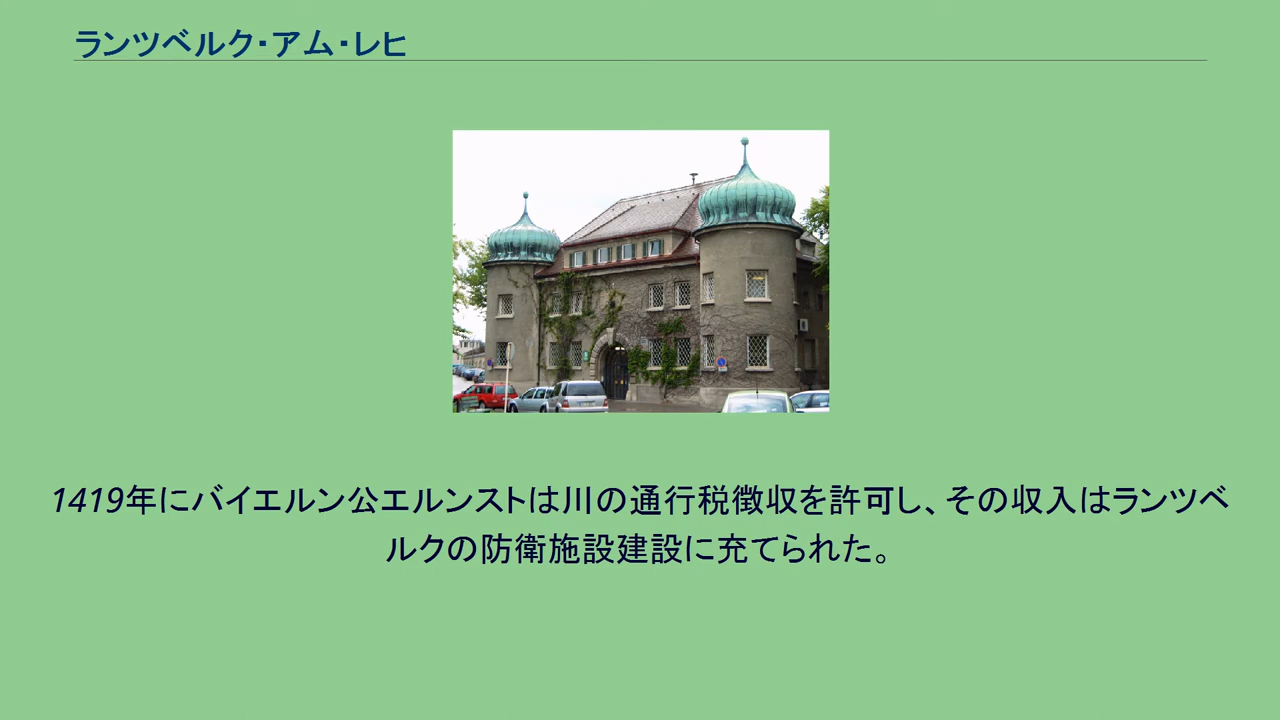 ランツベルク・アム・レヒ
1419年にバイエルン公エルンストは川の通行税徴収を許可し、その収入はランツベ
ルクの防衛施設建設に充てられた。